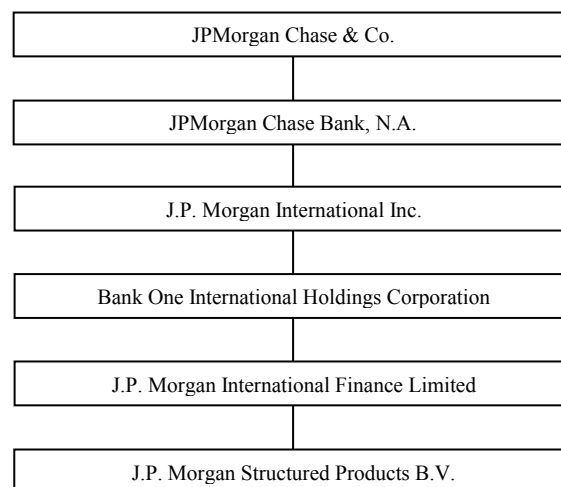 JPMorgan Chase & Co.
JPMorgan Chase Bank, N.A.
J.P. Morgan International Inc.
Bank One International Holdings Corporation
J.P. Morgan International Finance Limited
J.P. Morgan Structured Products B.V.